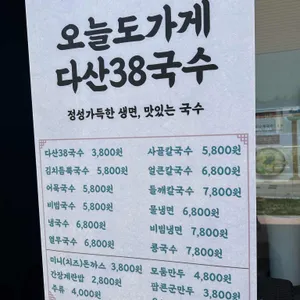 오늘도가게
다산38국수
정성가득한 생면, 맛있는 국수
다산38국수 3,800원
김치등뼈국수 5,800원
어묵국수 5,800원
비빔국수 5,800원
냉국수 6,800원
열무국수 6,800원
사골칼국수 5,800원
얼큰칼국수 6,800원
들깨칼국수 7,800원
물냉면 6,800원
비빔냉면 7,800원
콩국수 7,800원
미니(치즈)돈까스 3,800원
간장계란밥 2,800원
주류 4,000원
모둠만두 4,800원
팝콘군만두 3,800원